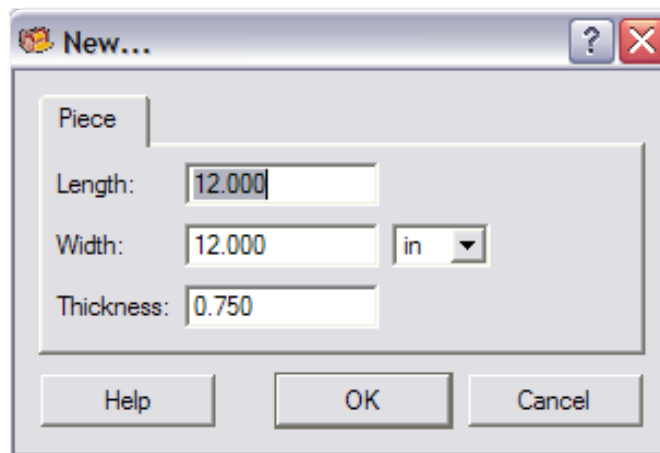 New...
?
Piece
Length: 12.000
Width: 12.000 in
Thickness: 0.750
Help OK Cancel